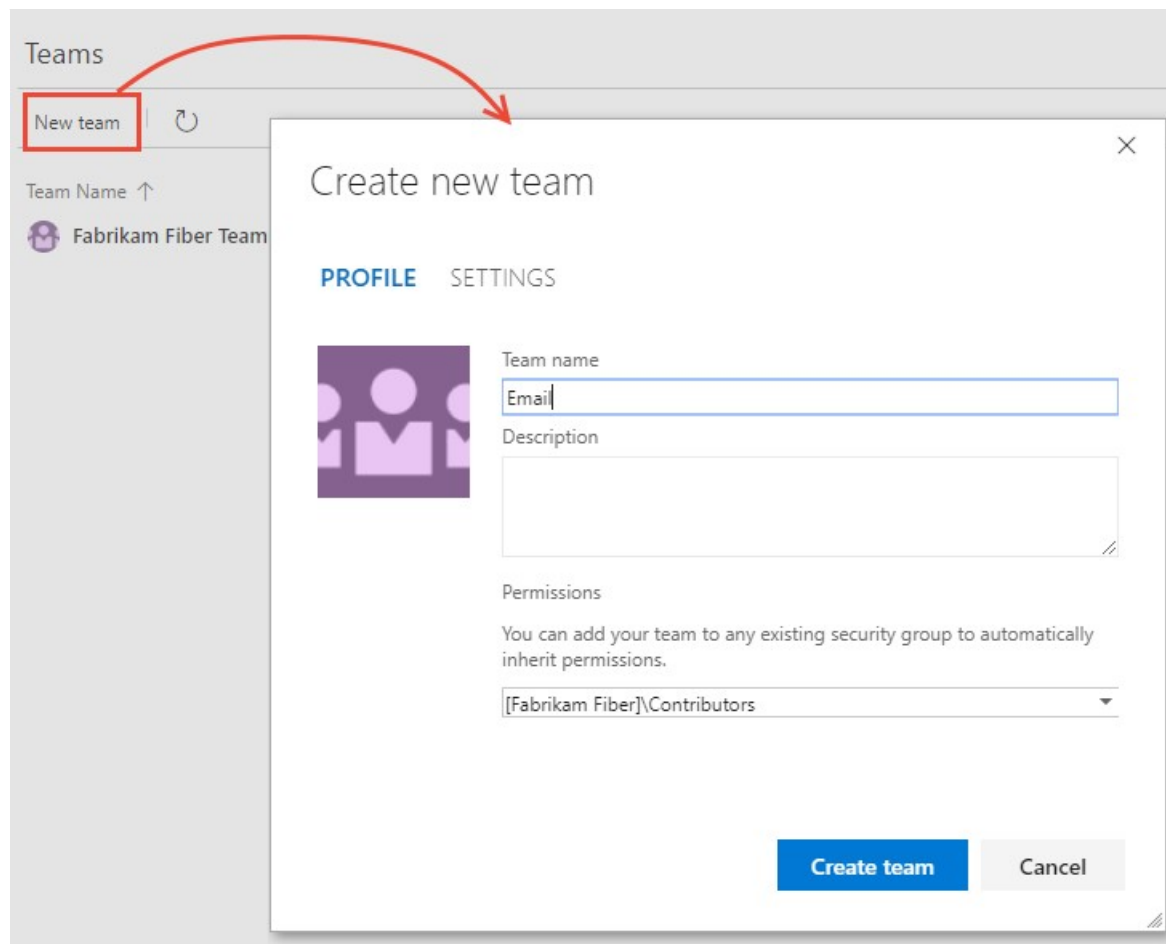 Teams
New team
Team Name ↑
Fabrikam Fiber Team
Create new team
PROFILE SETTINGS
Team name
Email
Description
Permissions
You can add your team to any existing security group to automatically
inherit permissions.
[Fabrikam Fiber]\Contributors
Create team Cancel